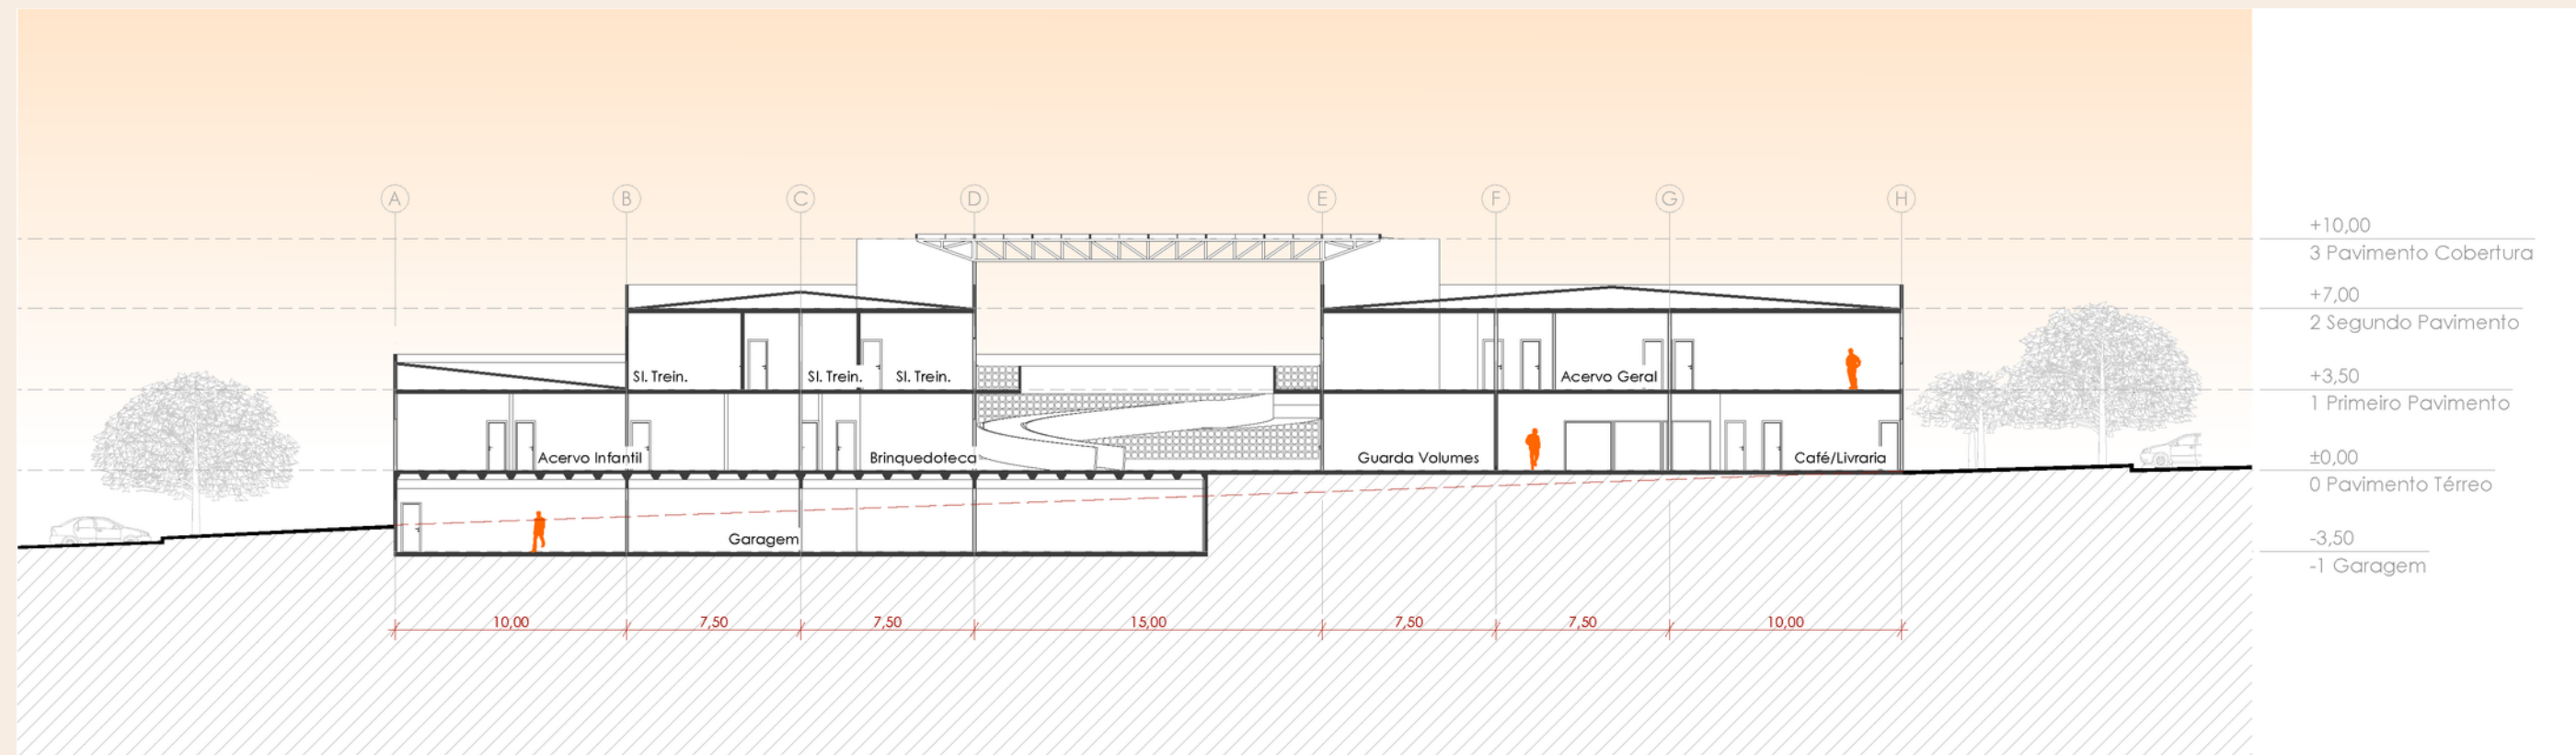 A
B
C
D
E
F
G
H
+10,00
3 Pavimento Cobertura
+7,00
2 Segundo Pavimento
+3,50
1 Primeiro Pavimento
±0,00
0 Pavimento Térreo
-3,50
-1 Garagem
Sl. Trein.
Sl. Trein.
Sl. Trein.
Acervo Geral
Acervo Infantil
Brinquedoteca
Guarda Volumes
Café/Livraria
Garagem
10,00
7,50
7,50
15,00
7,50
7,50
10,00